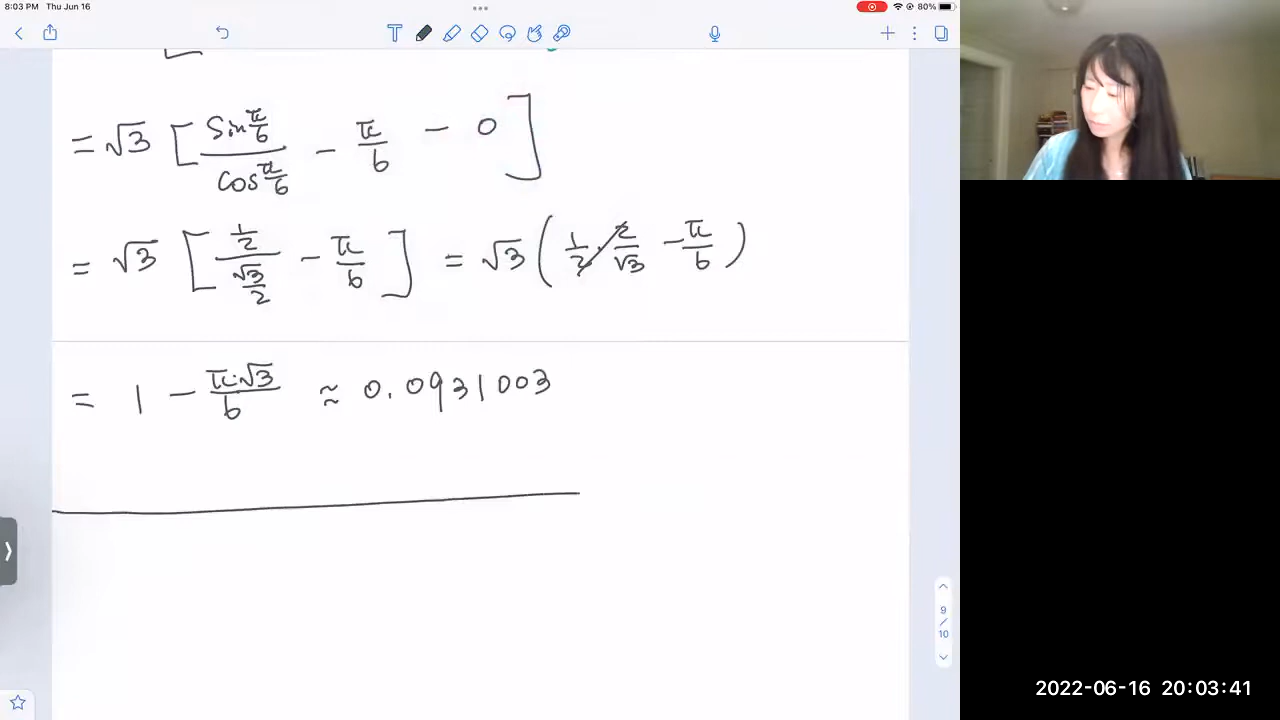 8:03 PM Thu Jun 16
80%
= √3 [ Sin π/6 / cos π/6 − π/6 − 0 ]
= √3 [ 1/2 / √3/2 − π/6 ] = √3 ( 1/2 · 2/√3 − π/6 )
= 1 − π·√3 / 6 ≈ 0.0931003
9
/
10
2022-06-16 20:03:41